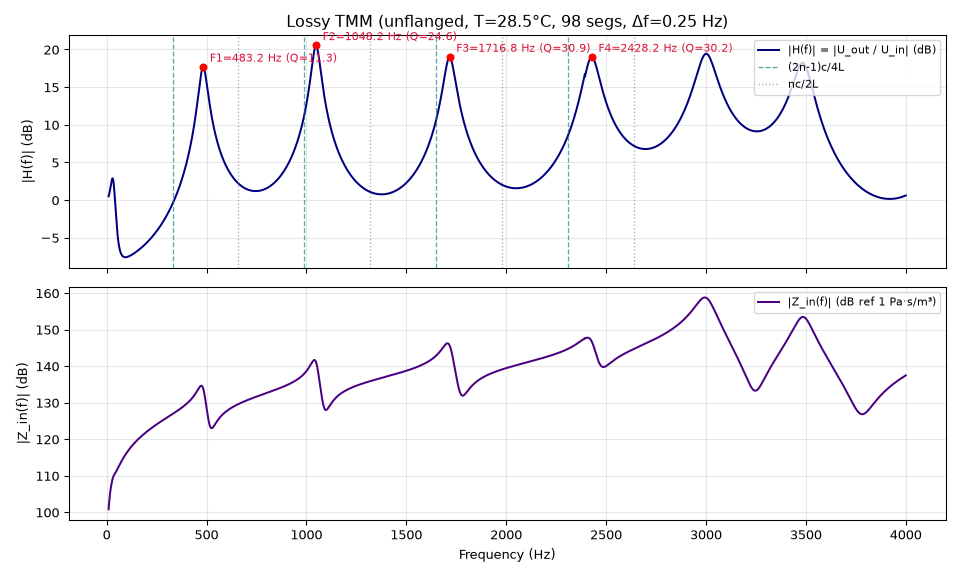 Lossy TMM (unflanged, T=28.5°C, 98 segs, Δf=0.25 Hz)
F2=1048.2 Hz (Q=24.6)
F1=483.2 Hz (Q=11.3)
F3=1716.8 Hz (Q=30.9)
F4=2428.2 Hz (Q=30.2)
|H(f)| = |U_out / U_in| (dB)
(2n-1)c/4L
nc/2L
|H(f)| (dB)
20
15
10
5
0
−5
|Z_in(f)| (dB ref 1 Pa·s/m³)
|Z_in(f)| (dB)
160
150
140
130
120
110
100
0 500 1000 1500 2000 2500 3000 3500 4000
Frequency (Hz)